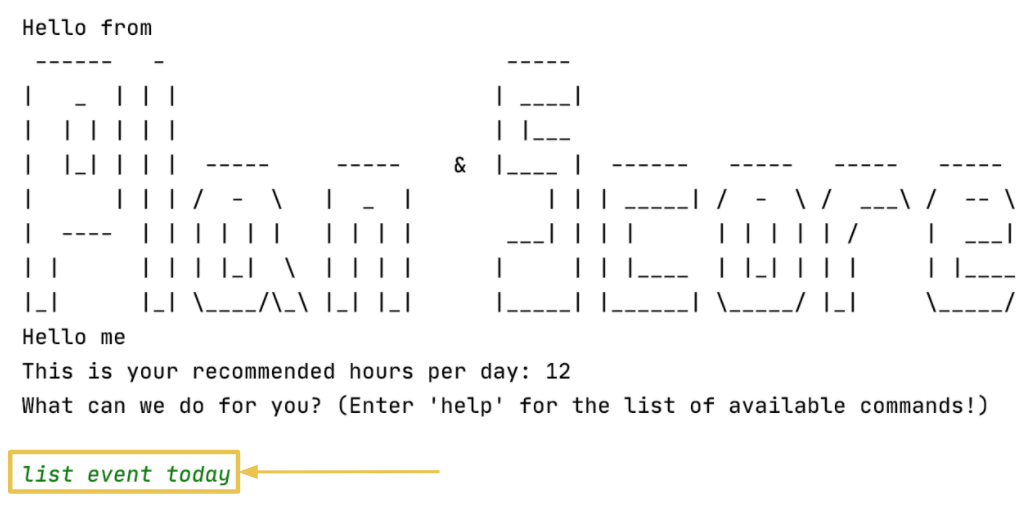 Hello from
Plan & Score
Hello me
This is your recommended hours per day: 12
What can we do for you? (Enter 'help' for the list of available commands!)
list event today